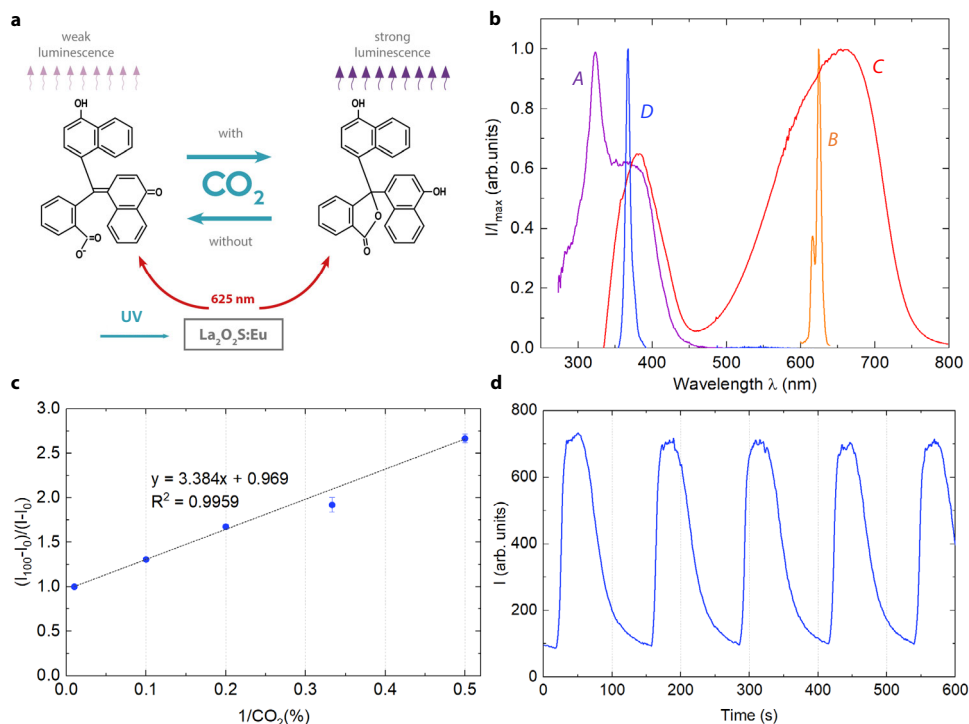 a
weak
luminescence
strong
luminescence
OH
O
O
O⁻
with
CO₂
without
OH
OH
O
O
625 nm
UV
La₂O₂S:Eu
b
I/Iₘₐₓ (arb.units)
1.0
0.8
0.6
0.4
0.2
0.0
A
D
C
B
300
400
500
600
700
800
Wavelength λ (nm)
c
(I₁₀₀-I₀)/(I-I₀)
3.0
2.5
2.0
1.5
1.0
0.5
0.0
y = 3.384x + 0.969
R² = 0.9959
0.0
0.1
0.2
0.3
0.4
0.5
1/CO₂(%)
d
I (arb. units)
800
600
400
200
0
0
100
200
300
400
500
600
Time (s)